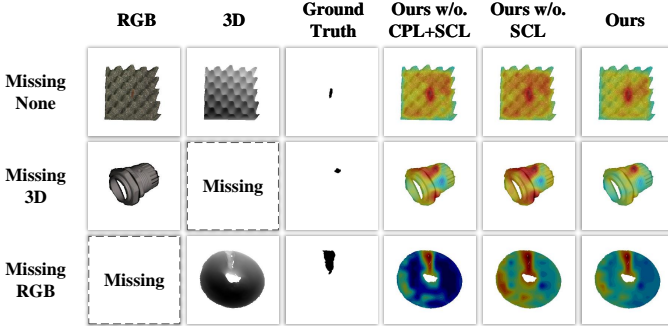 RGB
3D
Ground
Truth
Ours w/o.
CPL+SCL
Ours w/o.
SCL
Ours
Missing
None
Missing
3D
Missing
Missing
RGB
Missing